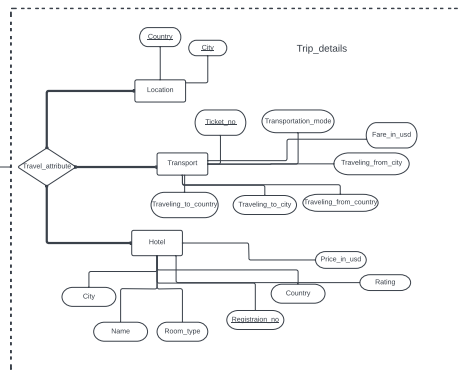 Country
City
Trip_details
Location
Ticket_no
Transportation_mode
Fare_in_usd
Travel_attribute
Transport
Traveling_from_city
Traveling_to_country
Traveling_to_city
Traveling_from_country
Hotel
Price_in_usd
Rating
City
Country
Name
Room_type
Registraion_no